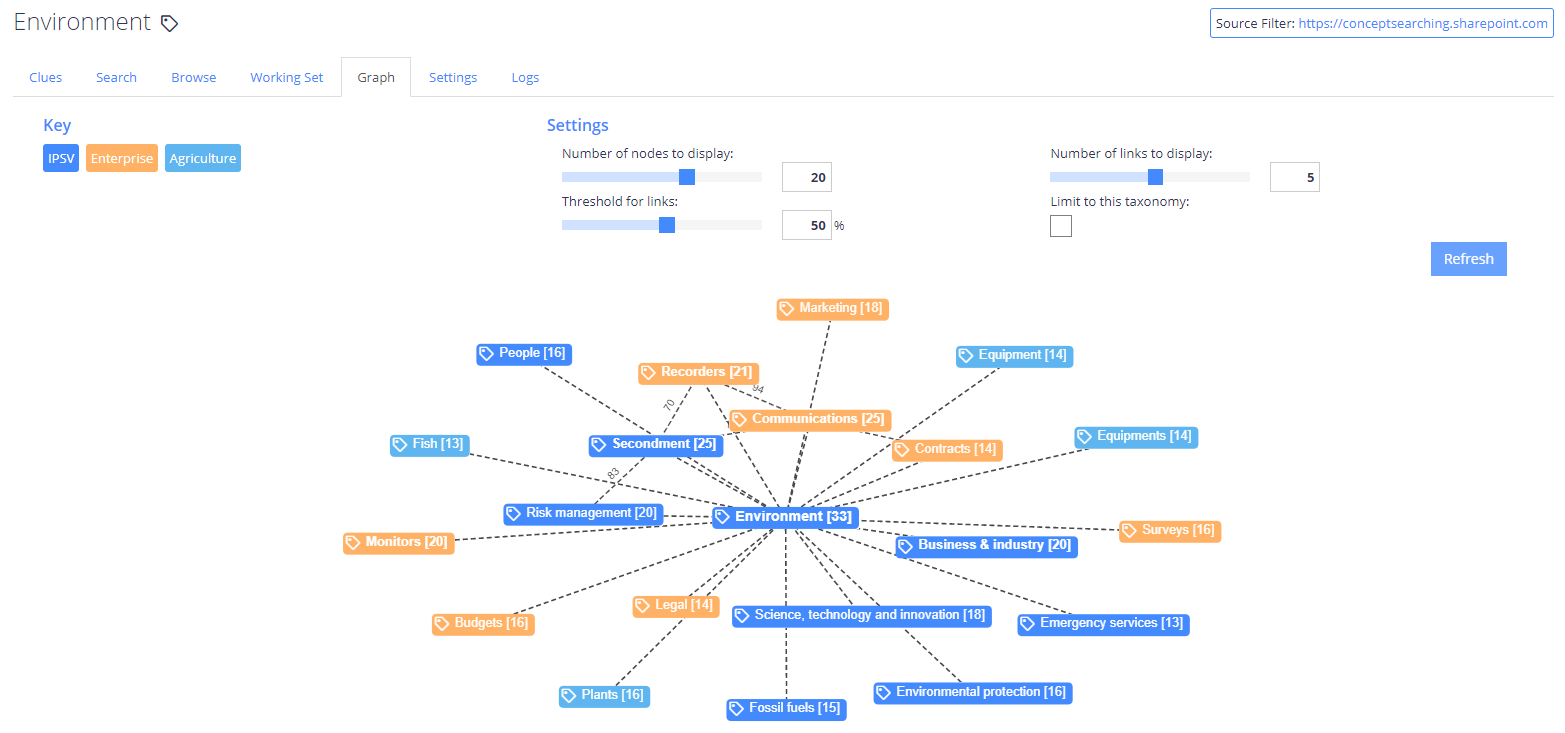 Environment
Source Filter: https://conceptsearching.sharepoint.com
Clues Search Browse Working Set Graph Settings Logs
Key
Settings
IPSV Enterprise Agriculture
Number of nodes to display:
20
Number of links to display:
5
Threshold for links:
50 %
Limit to this taxonomy:
Refresh
Marketing [18]
People [16]
Equipment [14]
Recorders [21]
94
70
Communications [25]
Fish [13]
Secondment [25]
Contracts [14]
Equipments [14]
83
Risk management [20]
Environment [33]
Monitors [20]
Surveys [16]
Business & industry [20]
Budgets [16]
Legal [14]
Science, technology and innovation [18]
Emergency services [13]
Plants [16]
Fossil fuels [15]
Environmental protection [16]